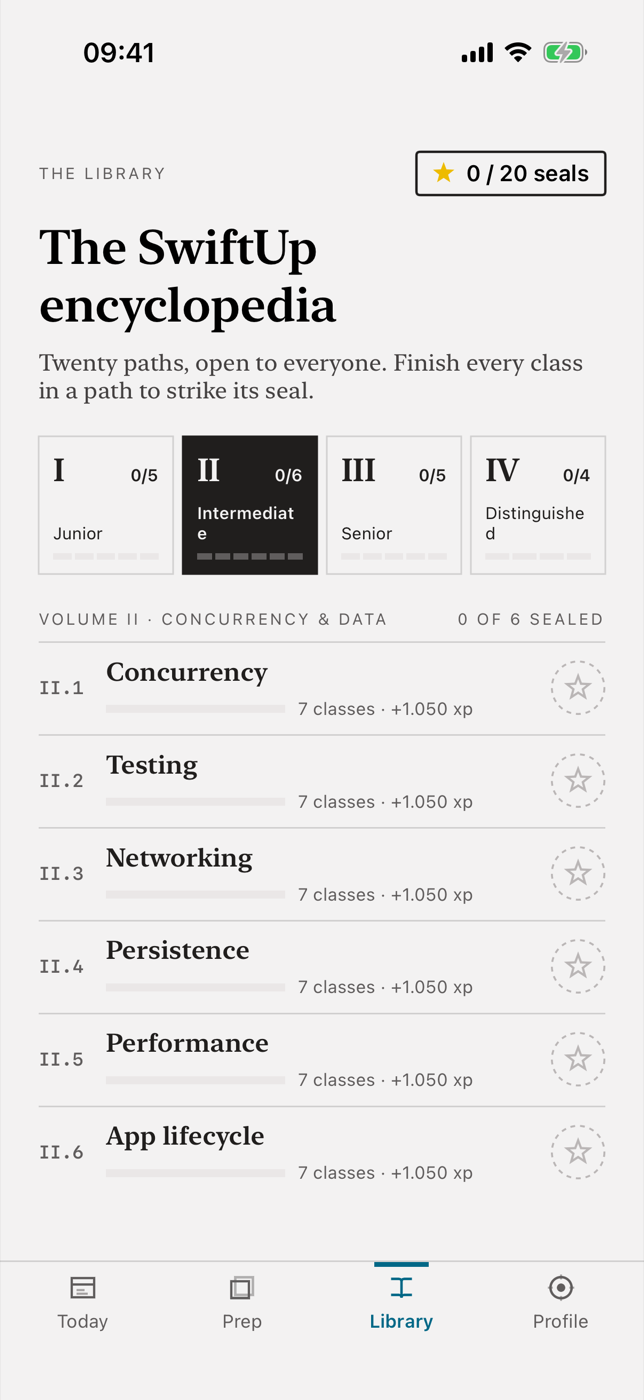 09:41
THE LIBRARY
0 / 20 seals
The SwiftUp
encyclopedia
Twenty paths, open to everyone. Finish every class
in a path to strike its seal.
I 0/5
Junior
II 0/6
Intermediat
e
III 0/5
Senior
IV 0/4
Distinguishe
d
VOLUME II · CONCURRENCY & DATA 0 OF 6 SEALED
II.1 Concurrency
7 classes · +1.050 xp
II.2 Testing
7 classes · +1.050 xp
II.3 Networking
7 classes · +1.050 xp
II.4 Persistence
7 classes · +1.050 xp
II.5 Performance
7 classes · +1.050 xp
II.6 App lifecycle
7 classes · +1.050 xp
Today Prep Library Profile